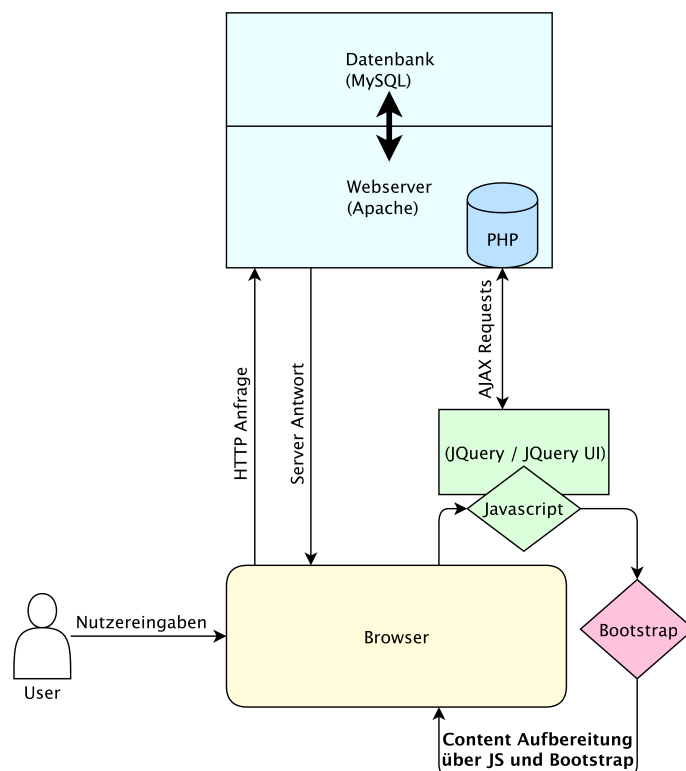 Datenbank
(MySQL)
Webserver
(Apache)
PHP
HTTP Anfrage
Server Antwort
AJAX Requests
(JQuery / JQuery UI)
Javascript
Nutzereingaben
User
Browser
Bootstrap
Content Aufbereitung
über JS und Bootstrap